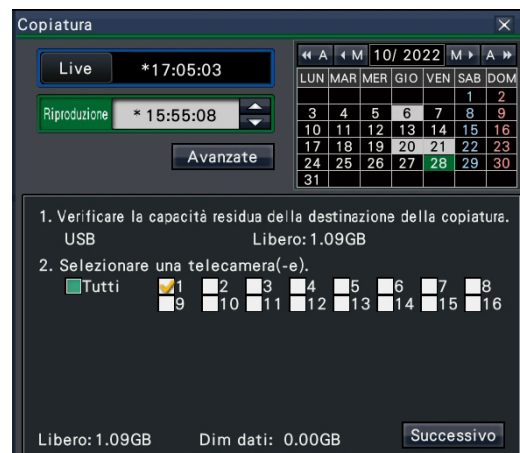 Copiatura
Live *17:05:03
Riproduzione * 15:55:08
Avanzate
A M 10/ 2022 M A
LUN MAR MER GIO VEN SAB DOM
1 2
3 4 5 6 7 8 9
10 11 12 13 14 15 16
17 18 19 20 21 22 23
24 25 26 27 28 29 30
31
1. Verificare la capacità residua della destinazione della copiatura.
USB Libero: 1.09GB
2. Selezionare una telecamera(-e).
Tutti 1 2 3 4 5 6 7 8
9 10 11 12 13 14 15 16
Libero: 1.09GB Dim dati: 0.00GB Successivo